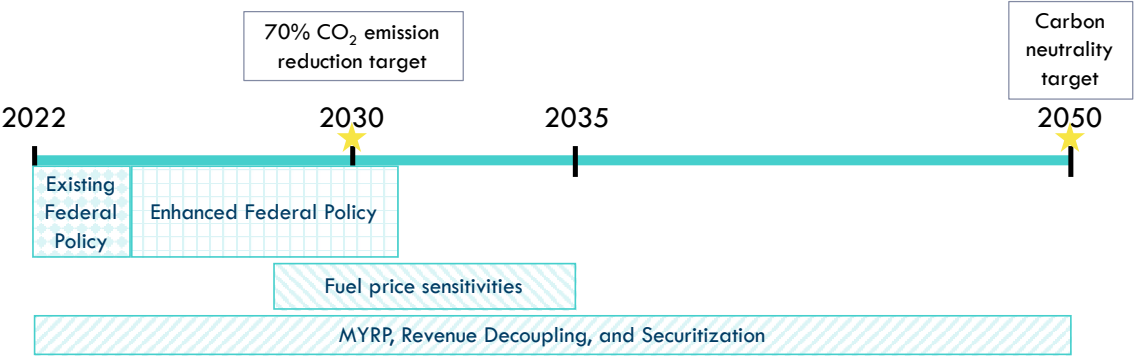 70% CO₂ emission
reduction target
Carbon
neutrality
target
2022
2030
2035
2050
Existing
Federal
Policy
Enhanced Federal Policy
Fuel price sensitivities
MYRP, Revenue Decoupling, and Securitization